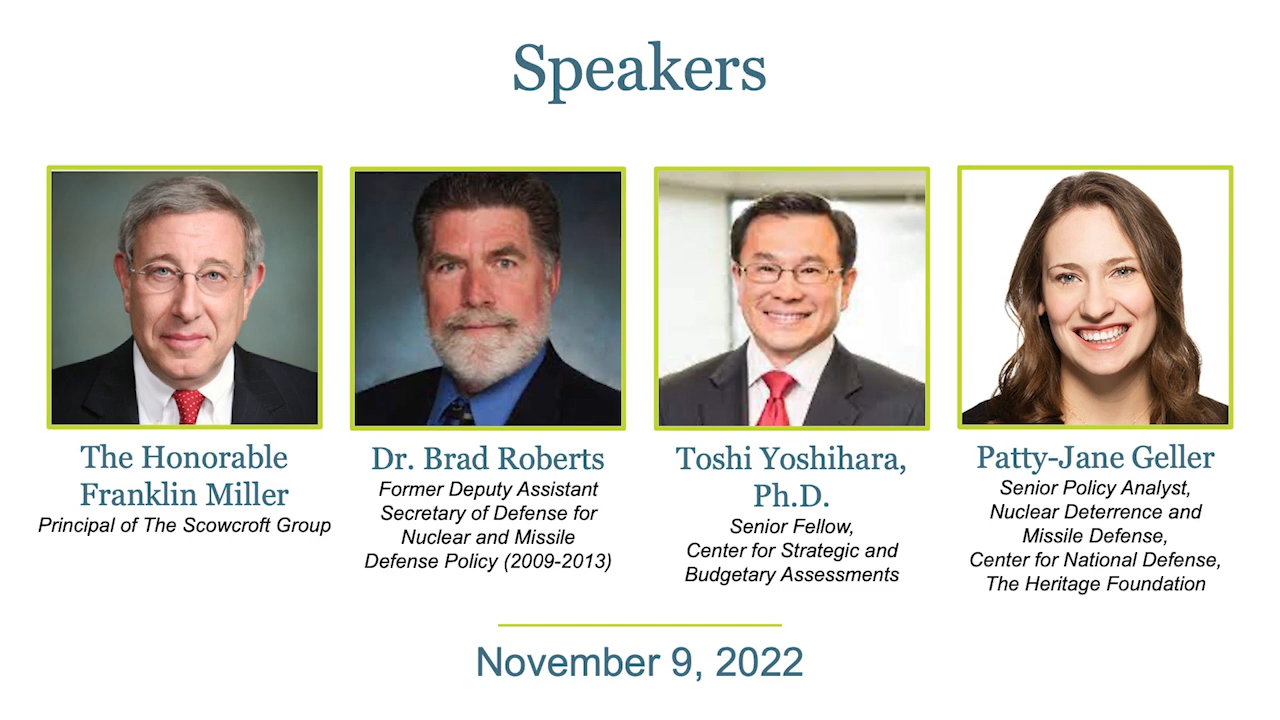 Speakers
The Honorable
Franklin Miller
Principal of The Scowcroft Group
Dr. Brad Roberts
Former Deputy Assistant
Secretary of Defense for
Nuclear and Missile
Defense Policy (2009-2013)
Toshi Yoshihara,
Ph.D.
Senior Fellow,
Center for Strategic and
Budgetary Assessments
Patty-Jane Geller
Senior Policy Analyst,
Nuclear Deterrence and
Missile Defense,
Center for National Defense,
The Heritage Foundation
November 9, 2022